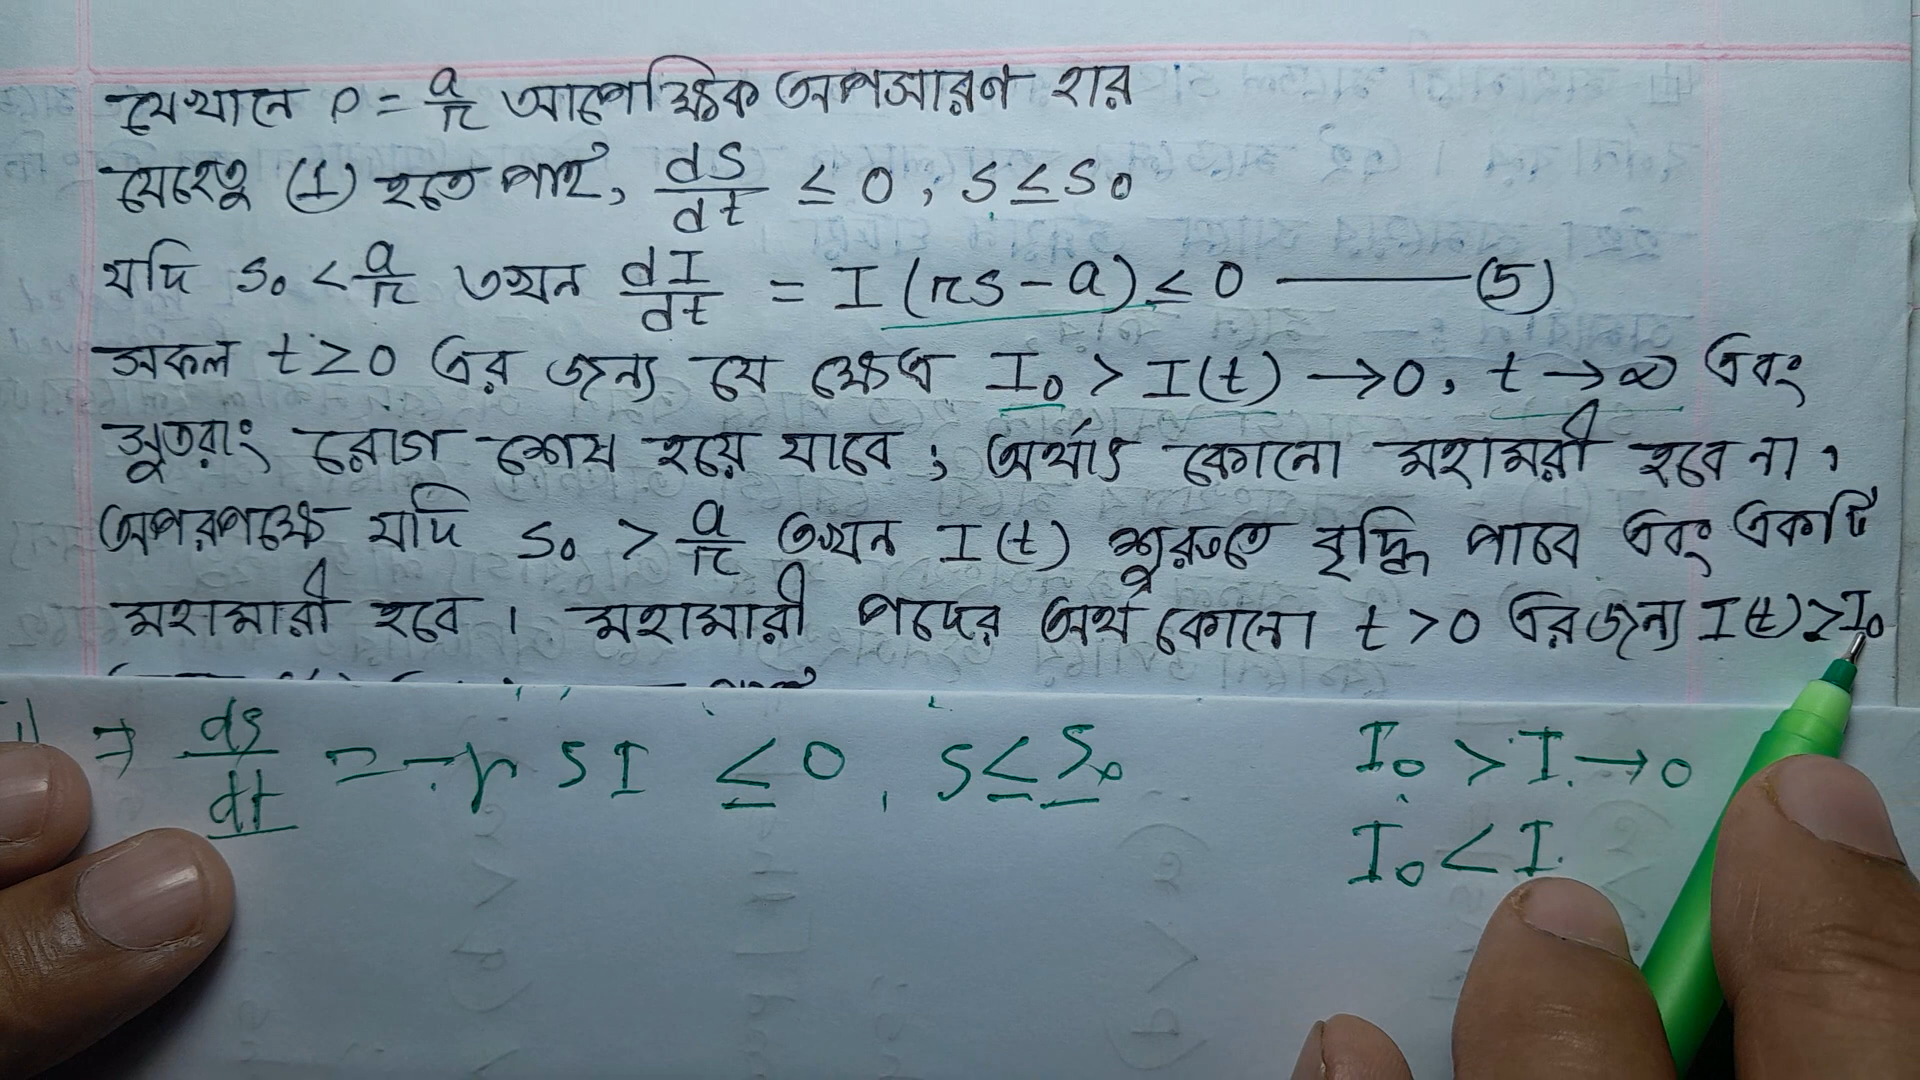 যেখানে ρ = a/r আপেক্ষিক অপসারণ হার
যেহেতু (1) হতে পাই, dS/dt ≤ 0, S ≤ S₀
যদি S₀ < a/r তখন dI/dt = I(rS - a) ≤ 0 ——— (5)
সকল t ≥ 0 এর জন্য যে ক্ষেত্রে I₀ > I(t) → 0, t → ∞ এবং
সুতরাং রোগ শেষ হয়ে যাবে; অর্থাৎ কোনো মহামারী হবে না,
অপরপক্ষে যদি S₀ > a/r তখন I(t) শুরুতে বৃদ্ধি পাবে এবং একটি
মহামারী হবে। মহামারী পদের অর্থ কোনো t > 0 এর জন্য I(t) > I₀
⇒ dS/dt = -r S I ≤ 0, S ≤ S₀
I₀ > I → 0
I₀ < I